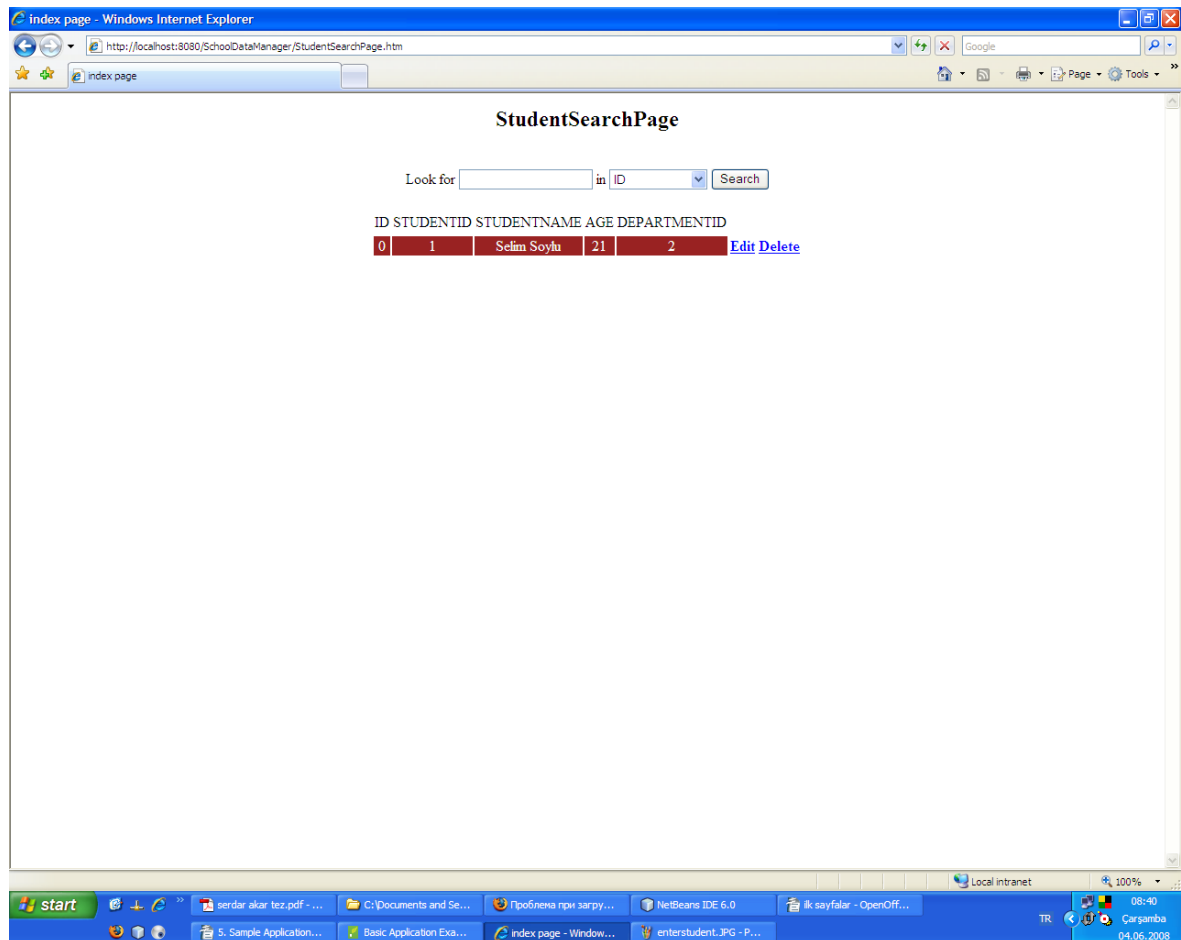 index page - Windows Internet Explorer
http://localhost:8080/SchoolDataManager/StudentSearchPage.htm
Google
index page
Page
Tools
StudentSearchPage
Look for in ID Search
ID STUDENTID STUDENTNAME AGE DEPARTMENTID
0 1 Selim Soylu 21 2 Edit Delete
Local intranet 100%
start serdar akar tez.pdf - ... C:\Documents and Se... Проблема при загру... NetBeans IDE 6.0 ilk sayfalar - OpenOff... 08:40
TR Çarşamba
5. Sample Application... Basic Application Exa... index page - Window... enterstudent.JPG - P... 04.06.2008